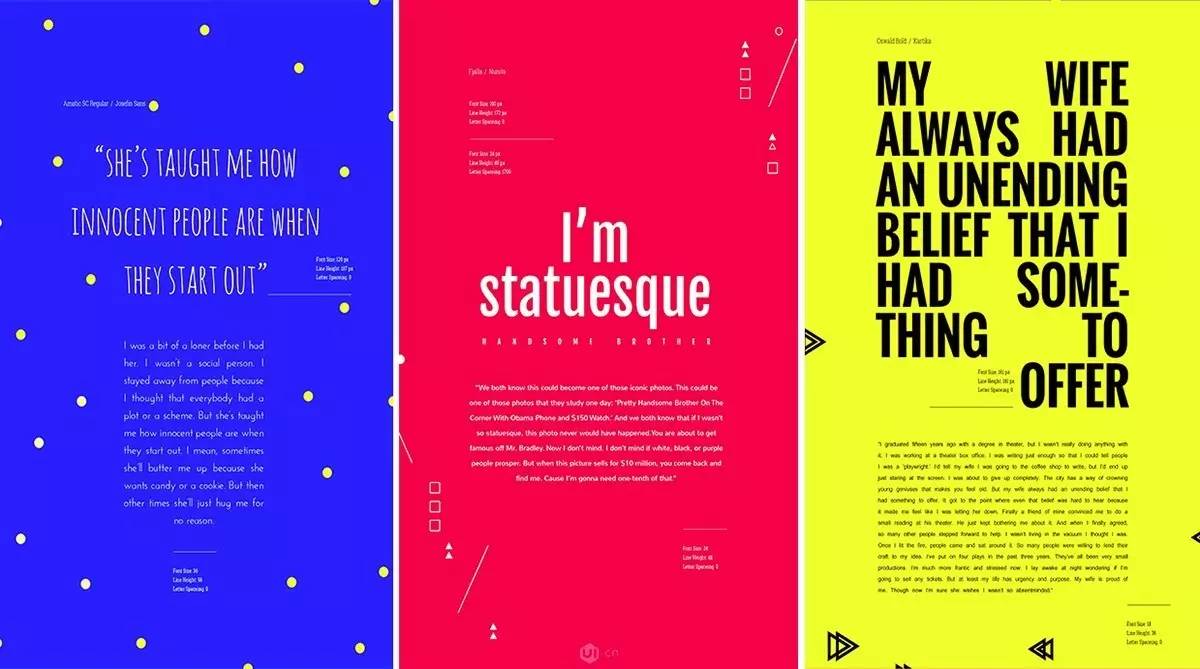 Amatic SC Regular / Josefin Sans
“SHE’S TAUGHT ME HOW
INNOCENT PEOPLE ARE WHEN
THEY START OUT”
Font Size: 120 px
Line Height: 187 px
Letter Spacing: 0
I was a bit of a loner before I had
her. I wasn't a social person. I
stayed away from people because
I thought that everybody had a
plot or a scheme. But she's taught
me how innocent people are when
they start out. I mean, sometimes
she'll butter me up because she
wants candy or a cookie. But then
other times she'll just hug me for
no reason.
Font Size: 36
Line Height: 56
Letter Spacing: 0
Fjalla / Nunito
Line Height: 172 px
Letter Spacing: 0
Font Size: 24 px
Letter Spacing: 1700
I’m
statuesque
HANDSOME BROTHER
"We both know this could become one of those iconic photos. This could be
one of those photos that they study one day: 'Pretty Handsome Brother On The
Corner With Obama Phone and $150 Watch.' And we both know that if I wasn't
so statuesque, this photo never would have happened.You are about to get
famous off Mr. Bradley. Now I don't mind. I don't mind if white, black, or purple
people prosper. But when this picture sells for $10 million, you come back and
find me. Cause I'm gonna need one-tenth of that."
Font Size: 24
Line Height: 48
Letter Spacing: 0
UI.cn
Oswald Bold / Kartika
MY WIFE
ALWAYS HAD
AN UNENDING
BELIEF THAT I
HAD SOME-
THING TO
OFFER
Letter Spacing: 0
"I graduated fifteen years ago with a degree in theater, but I wasn't really doing anything with
it. I was working at a theater box office. I was writing just enough so that I could tell people
I was a 'playwright.' I'd tell my wife I was going to the coffee shop to write, but I'd end up
just staring at the screen. I was about to give up completely. The city has a way of crowning
young geniuses that makes you feel old. But my wife always had an unending belief that I
had something to offer. It got to the point where even that belief was hard to hear because
it made me feel like I was letting her down. Finally a friend of mine convinced me to do a
small reading at his theater. He just kept bothering me about it. And when I finally agreed,
so many other people stepped forward to help. I wasn't living in the vacuum I thought I was.
Once I lit the fire, people came and sat around it. So many people were willing to lend their
craft to my idea. I've put on four plays in the past three years. They've all been very small
productions. I'm much more frantic and stressed now. I lay awake at night wondering if I'm
going to sell any tickets. But at least my life has urgency and purpose. My wife is proud of
me. Though now I'm sure she wishes I wasn't so absentminded."
Font Size: 18
Line Height: 36
Letter Spacing: 0